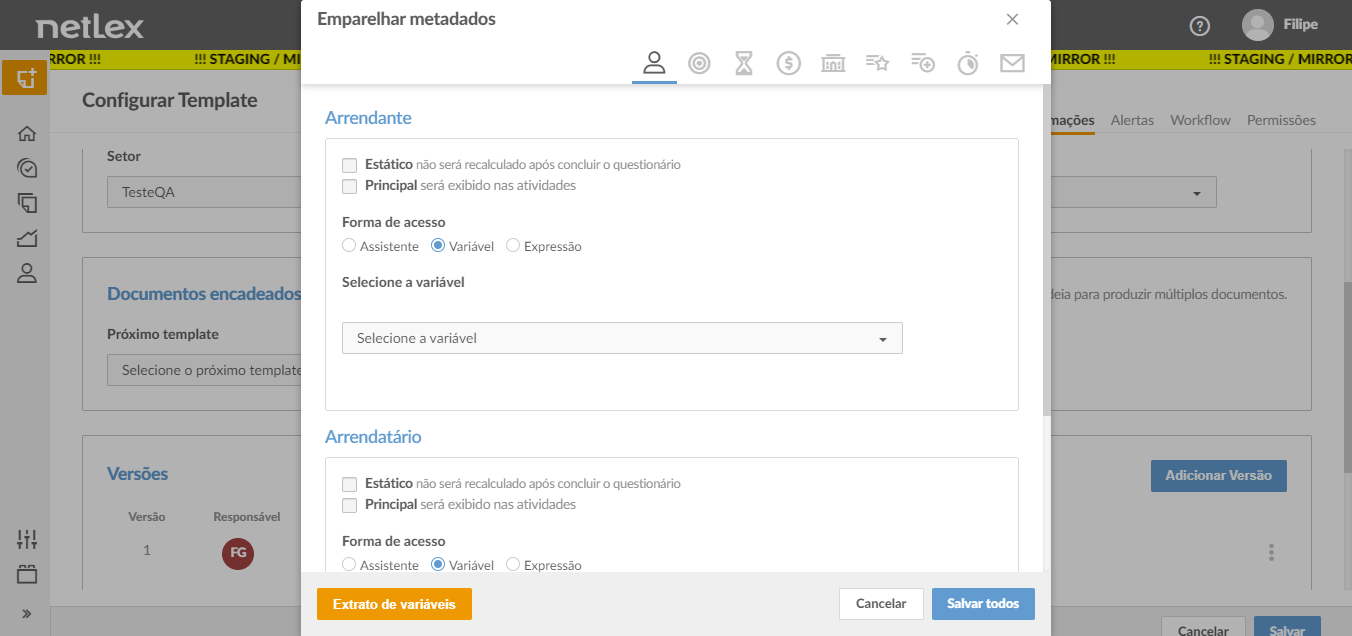 netlex
Emparelhar metadados
Filipe
RROR !!!
!!! STAGING / MI
MIRROR !!!
!!! STAGING / MIRROR
Configurar Template
mações
Alertas
Workflow
Permissões
Setor
TesteQA
Documentos encadeados
deia para produzir múltiplos documentos.
Próximo template
Selecione o próximo template
Versões
Adicionar Versão
Versão
Responsável
1
FG
Arrendante
Estático não será recalculado após concluir o questionário
Principal será exibido nas atividades
Forma de acesso
Assistente Variável Expressão
Selecione a variável
Selecione a variável
Arrendatário
Estático não será recalculado após concluir o questionário
Principal será exibido nas atividades
Forma de acesso
Assistente Variável Expressão
Extrato de variáveis
Cancelar
Salvar todos
Cancelar
Salvar